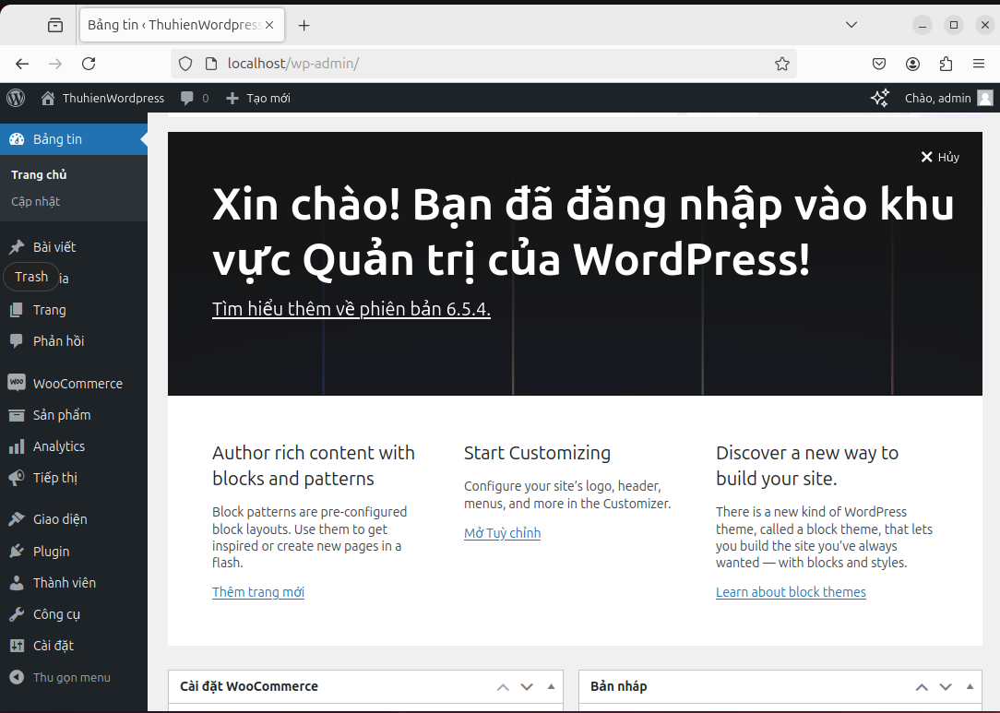 Bảng tin ‹ ThuhienWordpress
localhost/wp-admin/
ThuhienWordpress
0
Tạo mới
Chào, admin
Bảng tin
Trang chủ
Cập nhật
Bài viết
Trash
ia
Trang
Phản hồi
WooCommerce
Sản phẩm
Analytics
Tiếp thị
Giao diện
Plugin
Thành viên
Công cụ
Cài đặt
Thu gọn menu
Hủy
Xin chào! Bạn đã đăng nhập vào khu
vực Quản trị của WordPress!
Tìm hiểu thêm về phiên bản 6.5.4.
Author rich content with
blocks and patterns
Block patterns are pre-configured
block layouts. Use them to get
inspired or create new pages in a
flash.
Thêm trang mới
Start Customizing
Configure your site’s logo, header,
menus, and more in the Customizer.
Mở Tuỳ chỉnh
Discover a new way to
build your site.
There is a new kind of WordPress
theme, called a block theme, that lets
you build the site you’ve always
wanted — with blocks and styles.
Learn about block themes
Cài đặt WooCommerce
Bản nháp